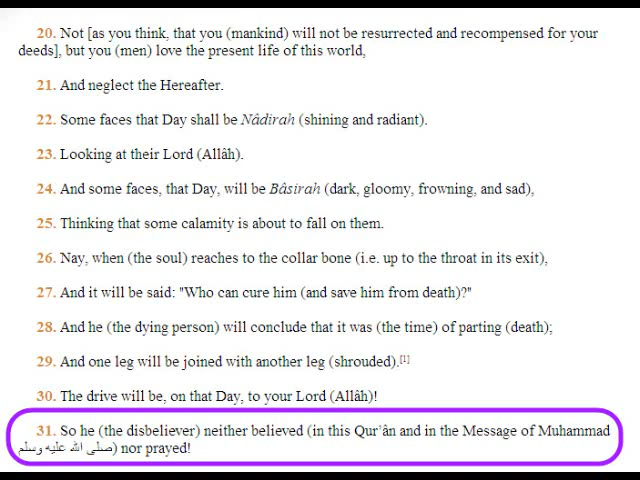 20. Not [as you think, that you (mankind) will not be resurrected and recompensed for your
deeds], but you (men) love the present life of this world,
21. And neglect the Hereafter.
22. Some faces that Day shall be Nâdirah (shining and radiant).
23. Looking at their Lord (Allâh).
24. And some faces, that Day, will be Bâsirah (dark, gloomy, frowning, and sad),
25. Thinking that some calamity is about to fall on them.
26. Nay, when (the soul) reaches to the collar bone (i.e. up to the throat in its exit),
27. And it will be said: "Who can cure him (and save him from death)?"
28. And he (the dying person) will conclude that it was (the time) of parting (death);
29. And one leg will be joined with another leg (shrouded).[1]
30. The drive will be, on that Day, to your Lord (Allâh)!
31. So he (the disbeliever) neither believed (in this Qur'ân and in the Message of Muhammad
صلى الله عليه وسلم) nor prayed!